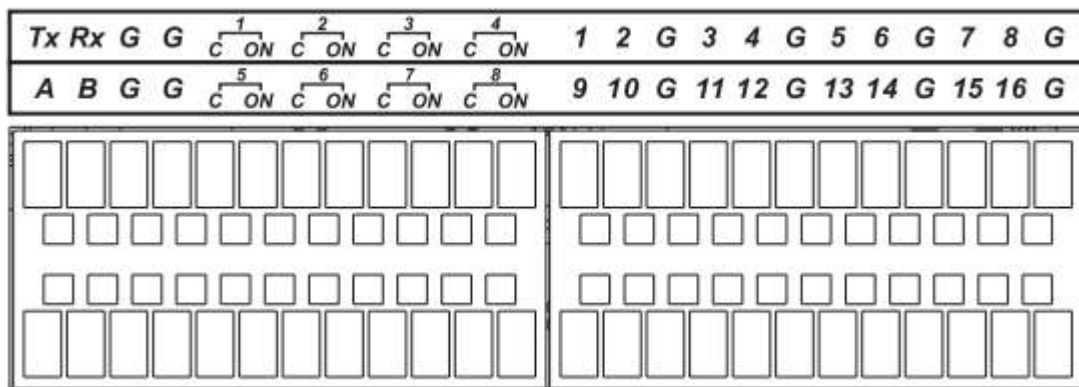 1 2 3 4
Tx Rx G G C ON C ON C ON C ON 1 2 G 3 4 G 5 6 G 7 8 G
5 6 7 8
A B G G C ON C ON C ON C ON 9 10 G 11 12 G 13 14 G 15 16 G